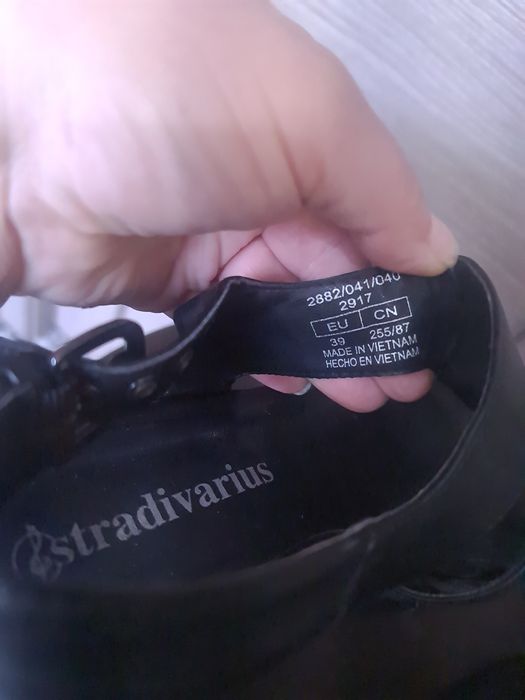 2882/041/040
2917
EU CN
39 255/87
MADE IN VIETNAM
HECHO EN VIETNAM
stradivarius